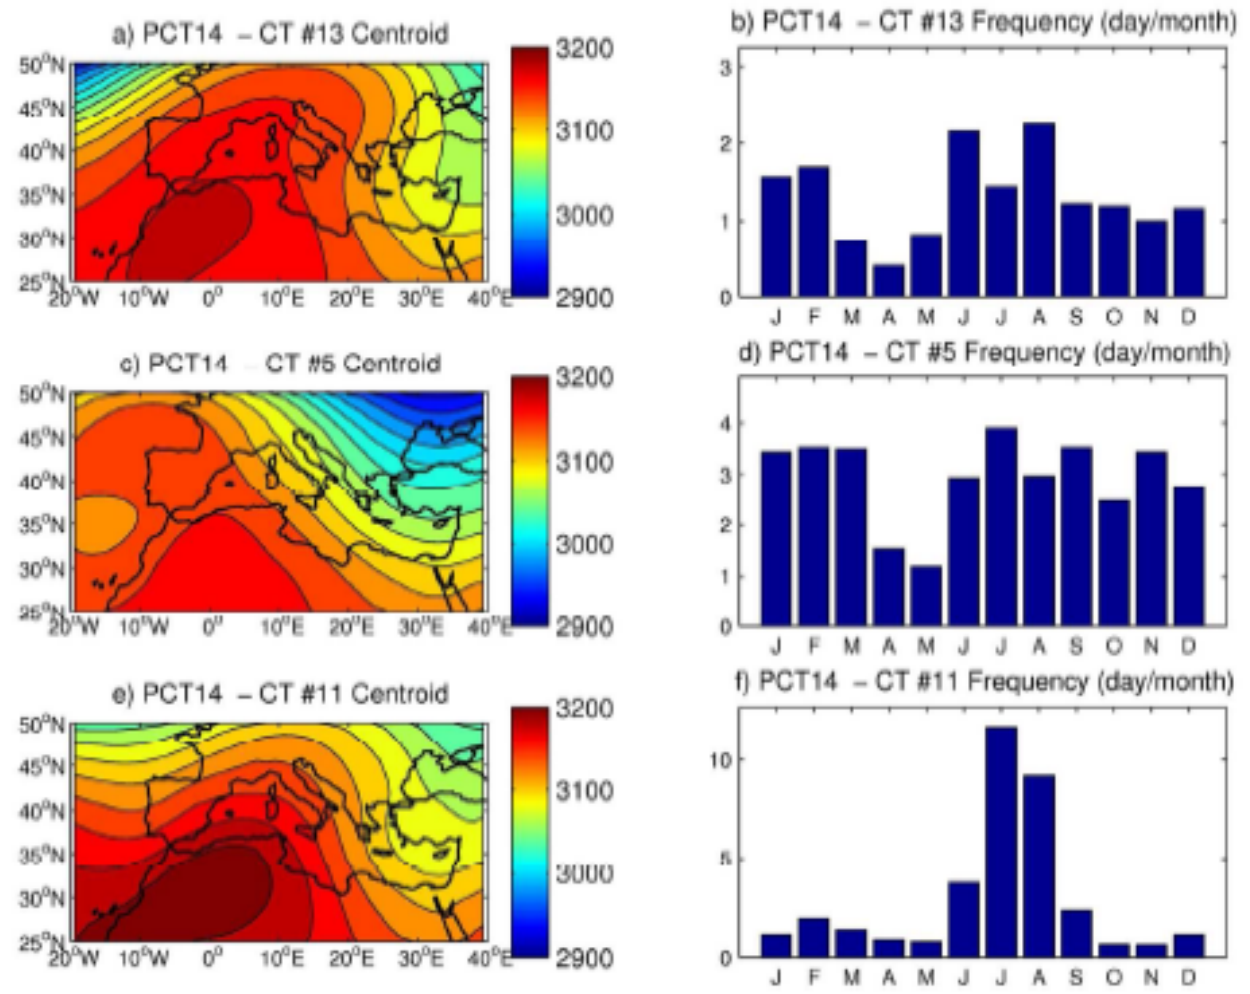 a) PCT14 – CT #13 Centroid
50°N
45°N
40°N
35°N
30°N
25°N
20°W 10°W 0° 10°E 20°E 30°E 40°E
3200
3100
3000
2900
b) PCT14 – CT #13 Frequency (day/month)
3
2
1
0
J F M A M J J A S O N D
c) PCT14 – CT #5 Centroid
50°N
45°N
40°N
35°N
30°N
25°N
20°W 10°W 0° 10°E 20°E 30°E 40°E
3200
3100
3000
2900
d) PCT14 – CT #5 Frequency (day/month)
4
3
2
1
0
J F M A M J J A S O N D
e) PCT14 – CT #11 Centroid
50°N
45°N
40°N
35°N
30°N
25°N
20°W 10°W 0° 10°E 20°E 30°E 40°E
3200
3100
3000
2900
f) PCT14 – CT #11 Frequency (day/month)
10
5
0
J F M A M J J A S O N D